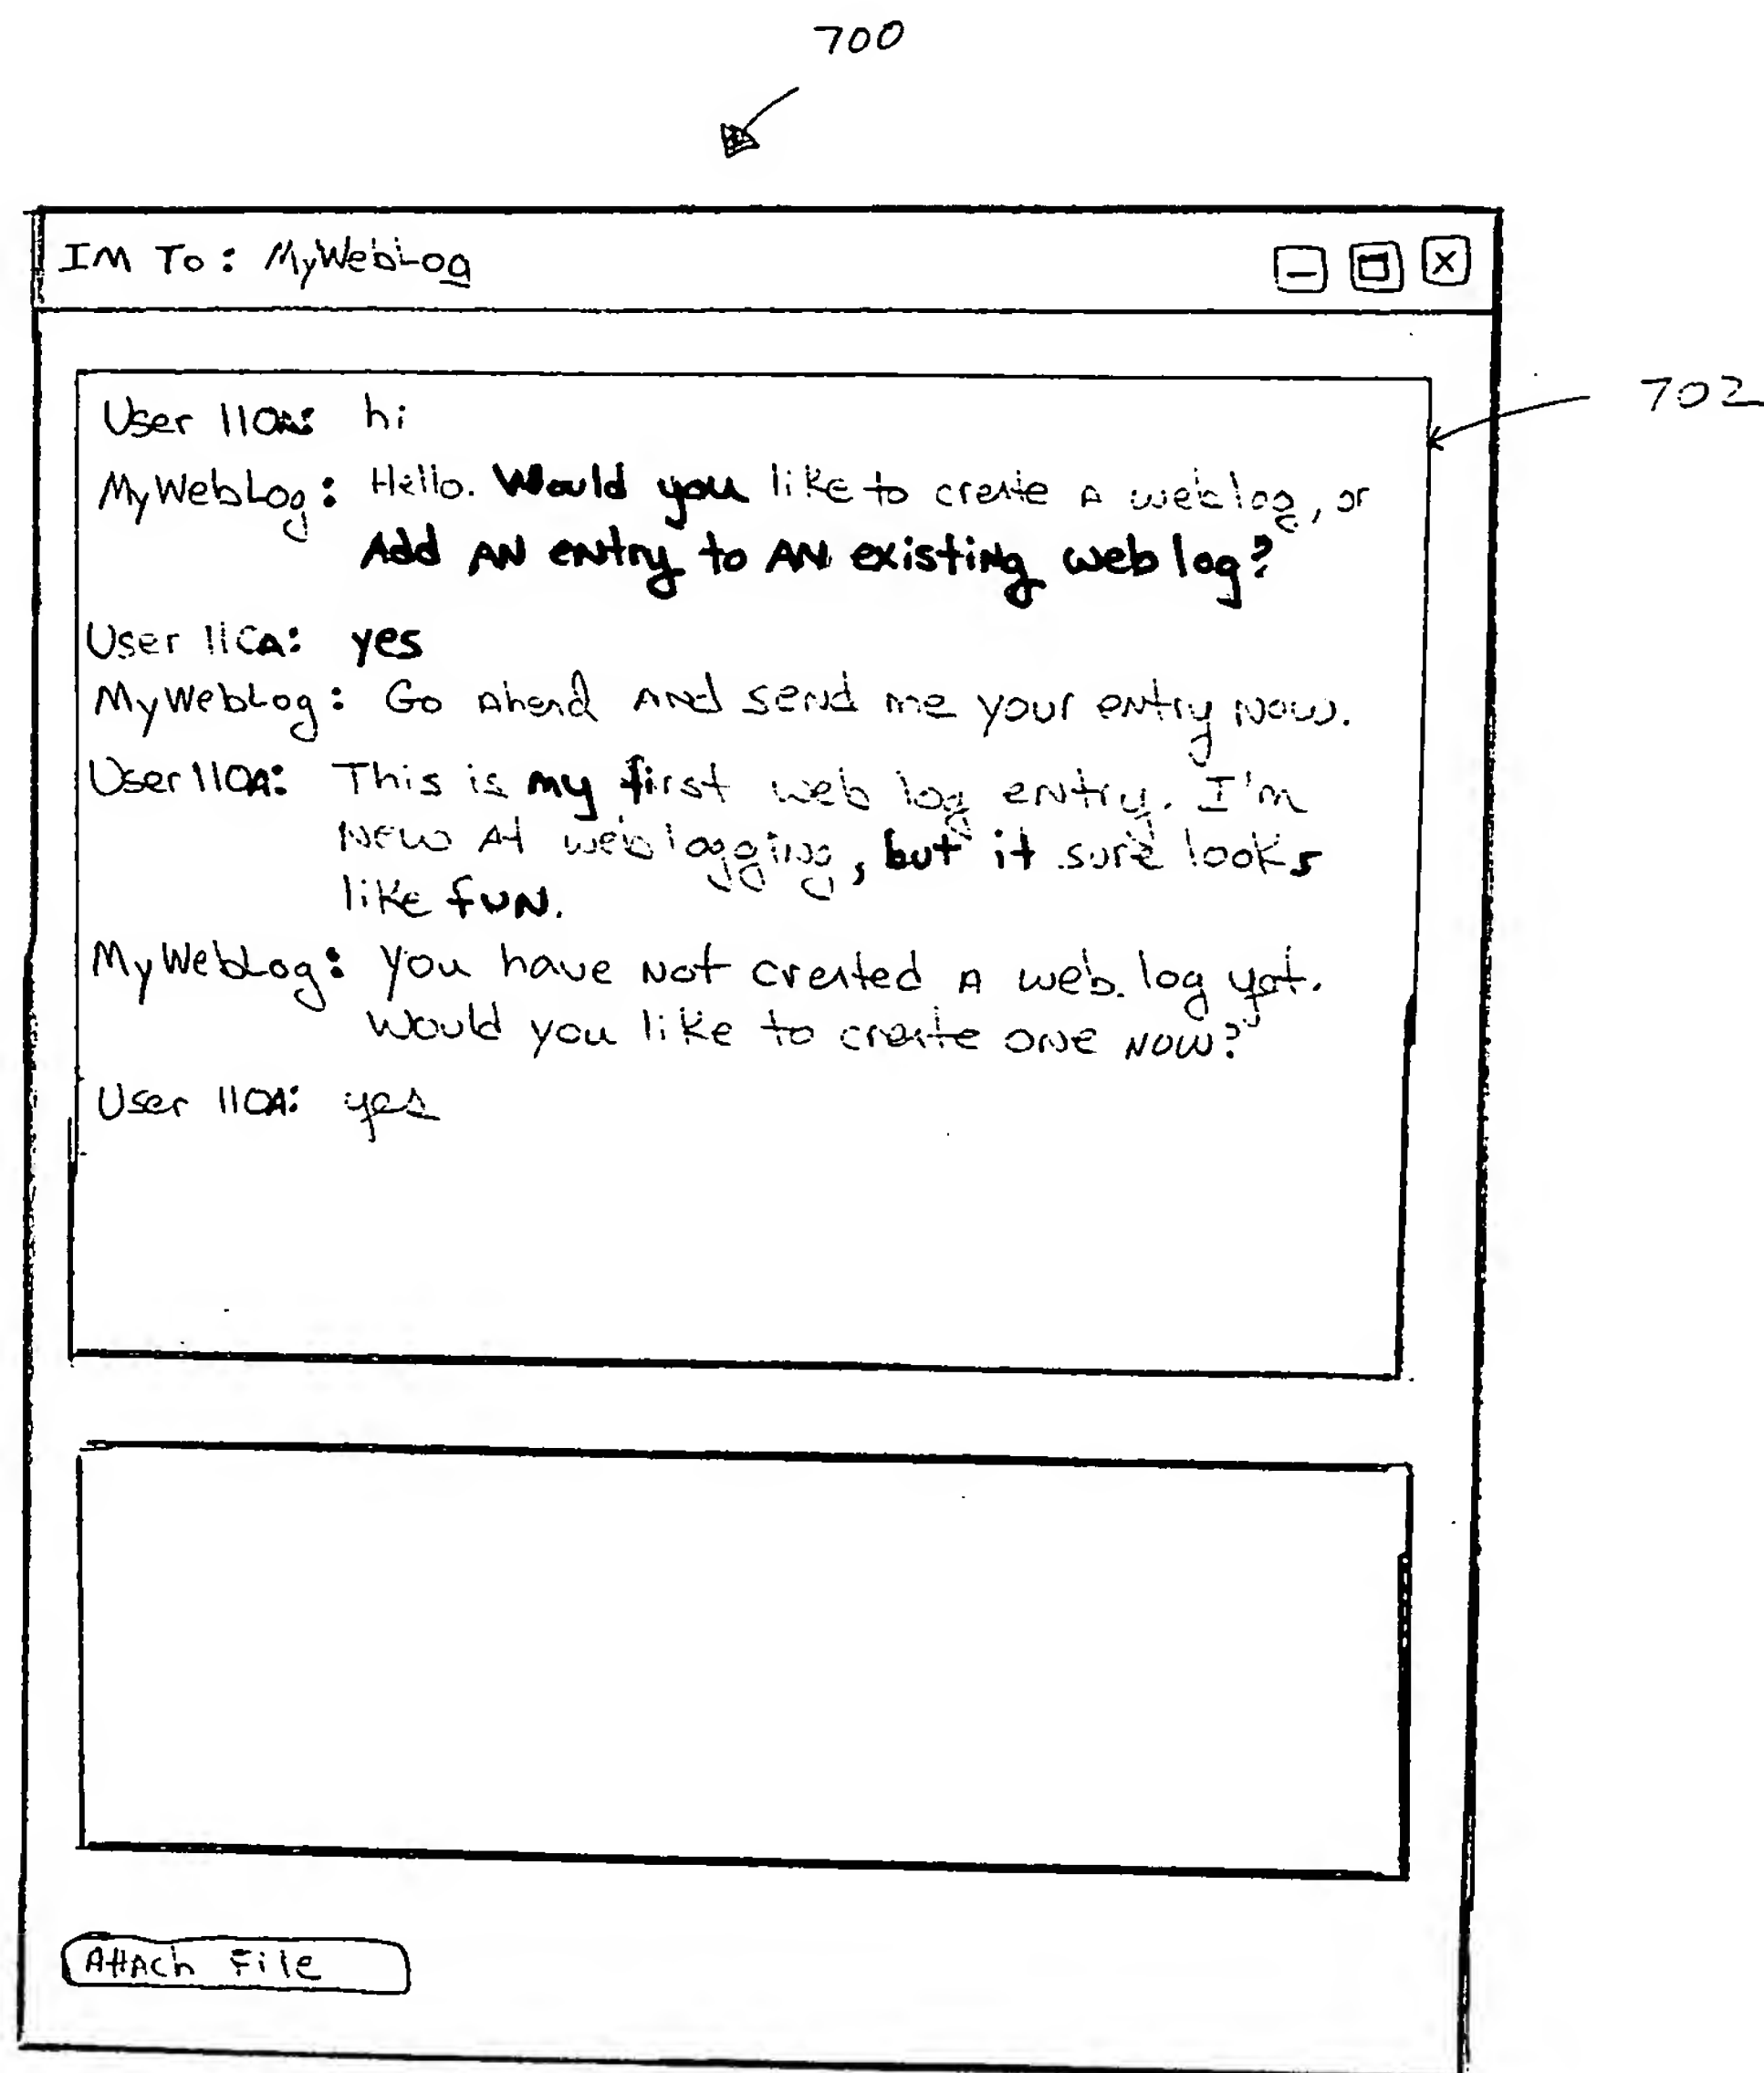 700
IM To: MyWebLog
702
User 110A: hi
MyWebLog: Hello. Would you like to create A weblog, or
Add AN entry to AN existing web log?
User 110A: yes
MyWebLog: Go Ahead And send me your entry Now.
User 110A: This is my first web log entry. I'm
New At weblogging, but it sure looks
like fun.
MyWebLog: You have Not created A web log yet.
Would you like to create one Now?
User 110A: yes
Attach File